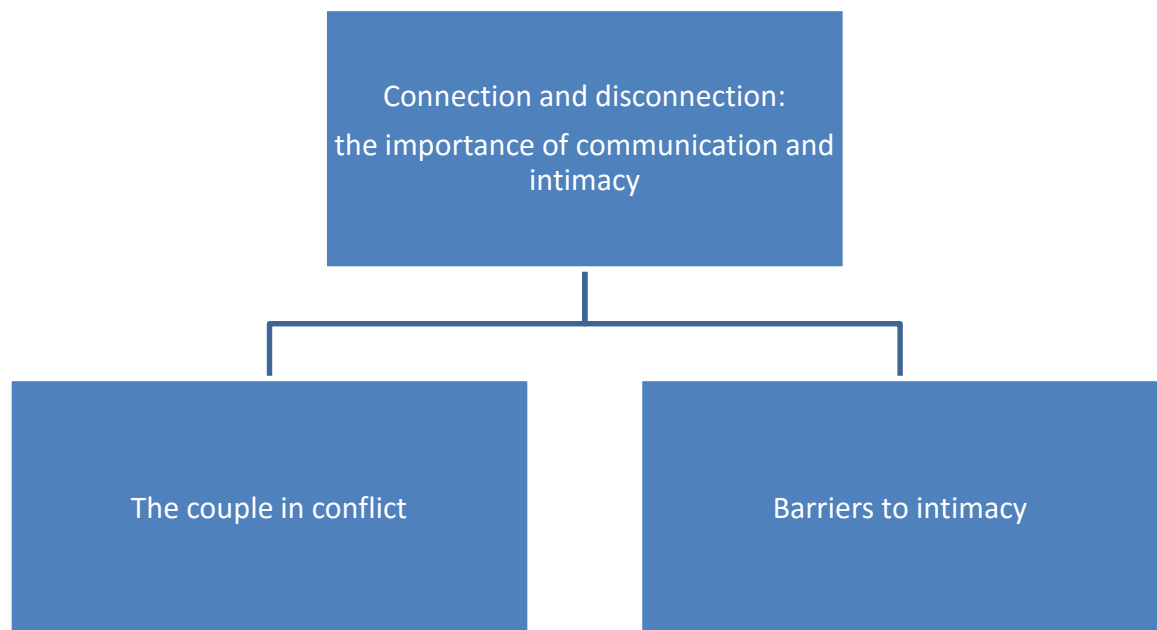 Connection and disconnection:
the importance of communication and
intimacy
The couple in conflict
Barriers to intimacy